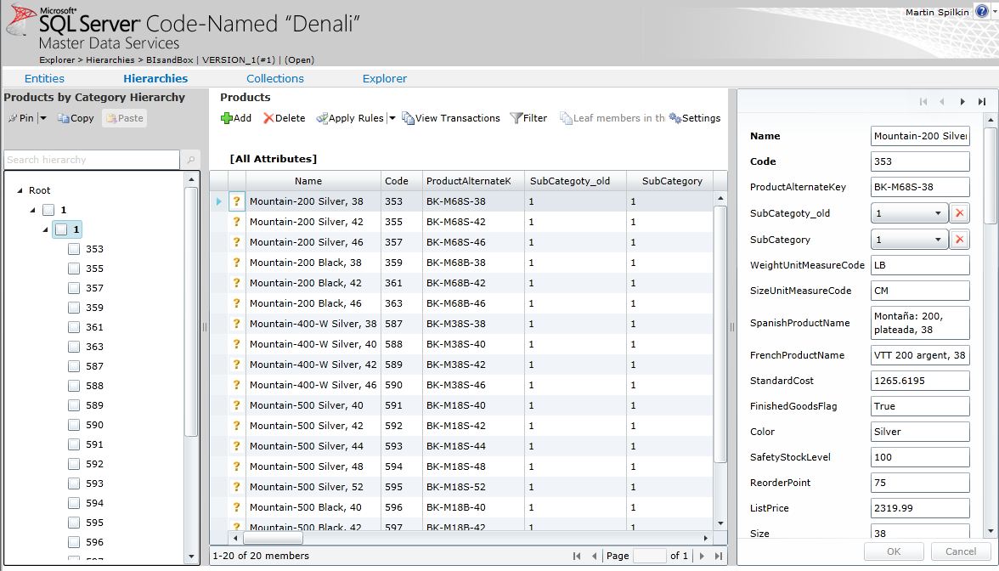 Microsoft®
SQL Server Code-Named “Denali”
Master Data Services
Martin Spilkin
Explorer > Hierarchies > BIsandBox | VERSION_1(#1) | (Open)
Entities Hierarchies Collections Explorer
Products by Category Hierarchy
Pin Copy Paste
Search hierarchy
Root
1
1
353
355
357
359
361
363
587
588
589
590
591
592
593
594
595
596
Products
Add Delete Apply Rules View Transactions Filter Leaf members in th Settings
[All Attributes]
Name Code ProductAlternateK SubCategoty_old SubCategory
? Mountain-200 Silver, 38 353 BK-M68S-38 1 1
? Mountain-200 Silver, 42 355 BK-M68S-42 1 1
? Mountain-200 Silver, 46 357 BK-M68S-46 1 1
? Mountain-200 Black, 38 359 BK-M68B-38 1 1
? Mountain-200 Black, 42 361 BK-M68B-42 1 1
? Mountain-200 Black, 46 363 BK-M68B-46 1 1
? Mountain-400-W Silver, 38 587 BK-M38S-38 1 1
? Mountain-400-W Silver, 40 588 BK-M38S-40 1 1
? Mountain-400-W Silver, 42 589 BK-M38S-42 1 1
? Mountain-400-W Silver, 46 590 BK-M38S-46 1 1
? Mountain-500 Silver, 40 591 BK-M18S-40 1 1
? Mountain-500 Silver, 42 592 BK-M18S-42 1 1
? Mountain-500 Silver, 44 593 BK-M18S-44 1 1
? Mountain-500 Silver, 48 594 BK-M18S-48 1 1
? Mountain-500 Silver, 52 595 BK-M18S-52 1 1
? Mountain-500 Black, 40 596 BK-M18B-40 1 1
? Mountain-500 Black, 42 597 BK-M18B-42 1 1
1-20 of 20 members
Page of 1
Name Mountain-200 Silver
Code 353
ProductAlternateKey BK-M68S-38
SubCategoty_old 1
SubCategory 1
WeightUnitMeasureCode LB
SizeUnitMeasureCode CM
SpanishProductName Montaña: 200,
plateada, 38
FrenchProductName VTT 200 argent, 38
StandardCost 1265.6195
FinishedGoodsFlag True
Color Silver
SafetyStockLevel 100
ReorderPoint 75
ListPrice 2319.99
Size 38
OK Cancel